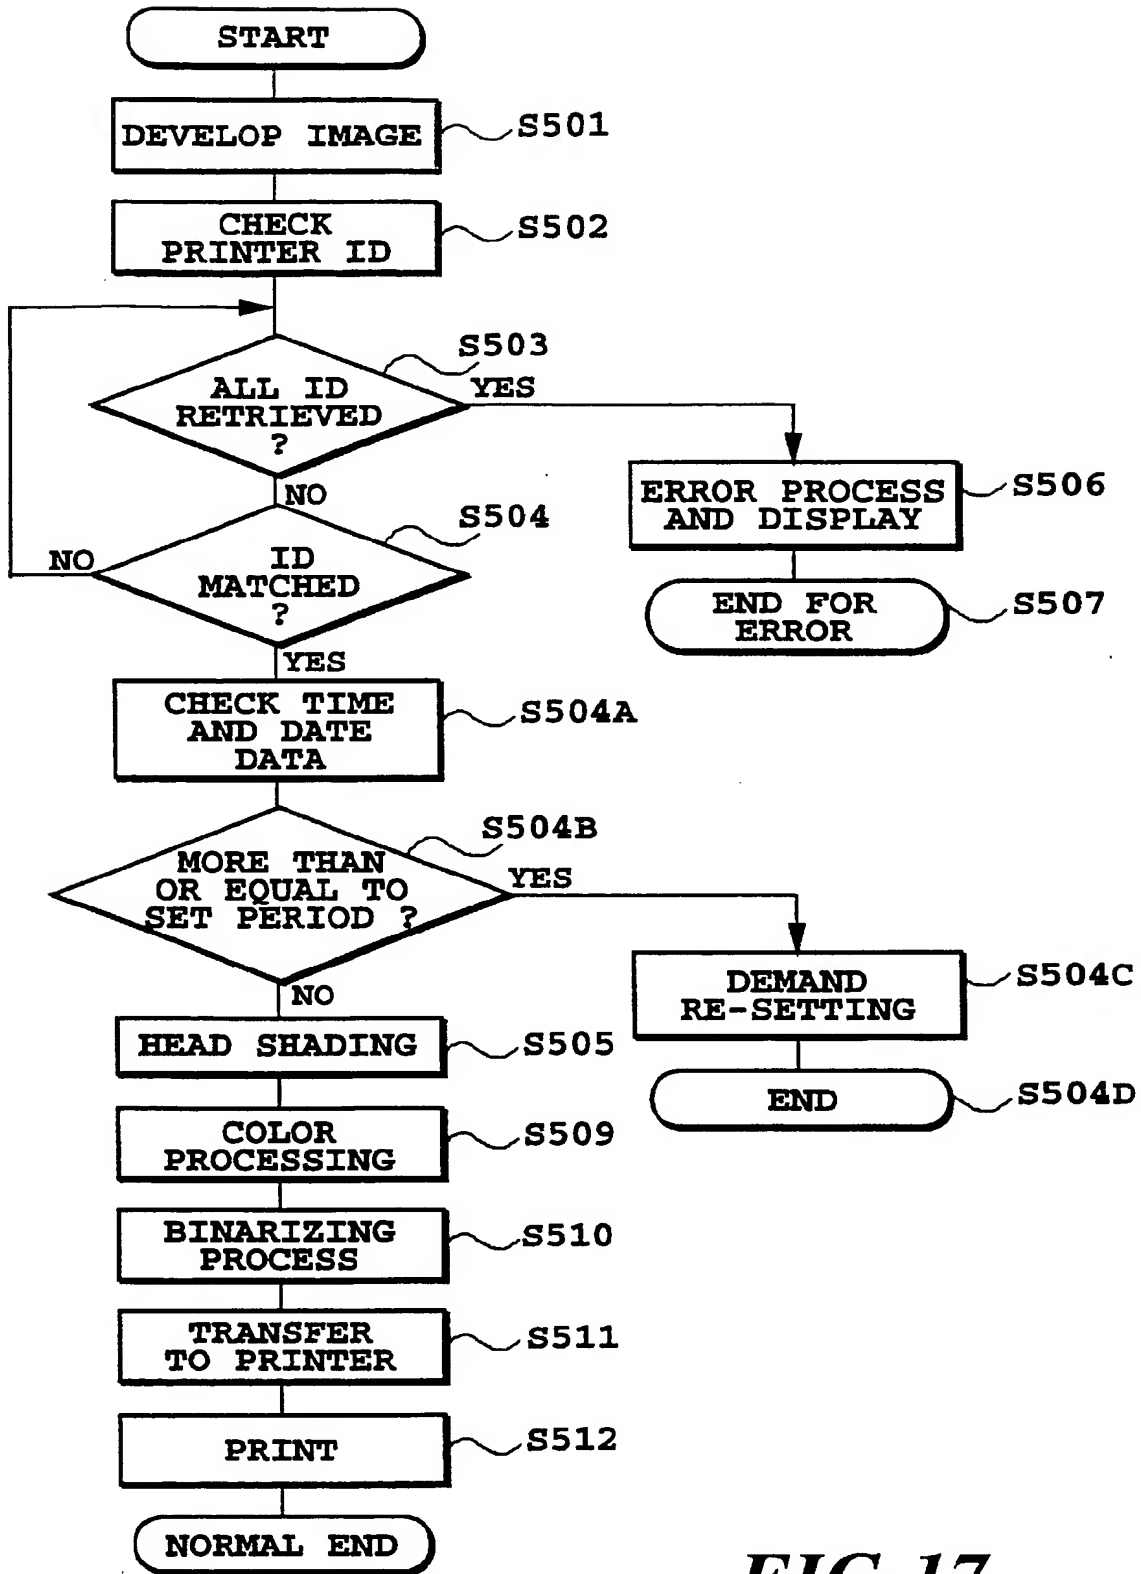 START
DEVELOP IMAGE
S501
CHECK
PRINTER ID
S502
S503
ALL ID
RETRIEVED
?
YES
NO
ERROR PROCESS
AND DISPLAY
S506
S504
ID
MATCHED
?
NO
YES
END FOR
ERROR
S507
CHECK TIME
AND DATE
DATA
S504A
S504B
MORE THAN
OR EQUAL TO
SET PERIOD ?
YES
NO
DEMAND
RE-SETTING
S504C
HEAD SHADING
S505
END
S504D
COLOR
PROCESSING
S509
BINARIZING
PROCESS
S510
TRANSFER
TO PRINTER
S511
PRINT
S512
NORMAL END
FIG. 17